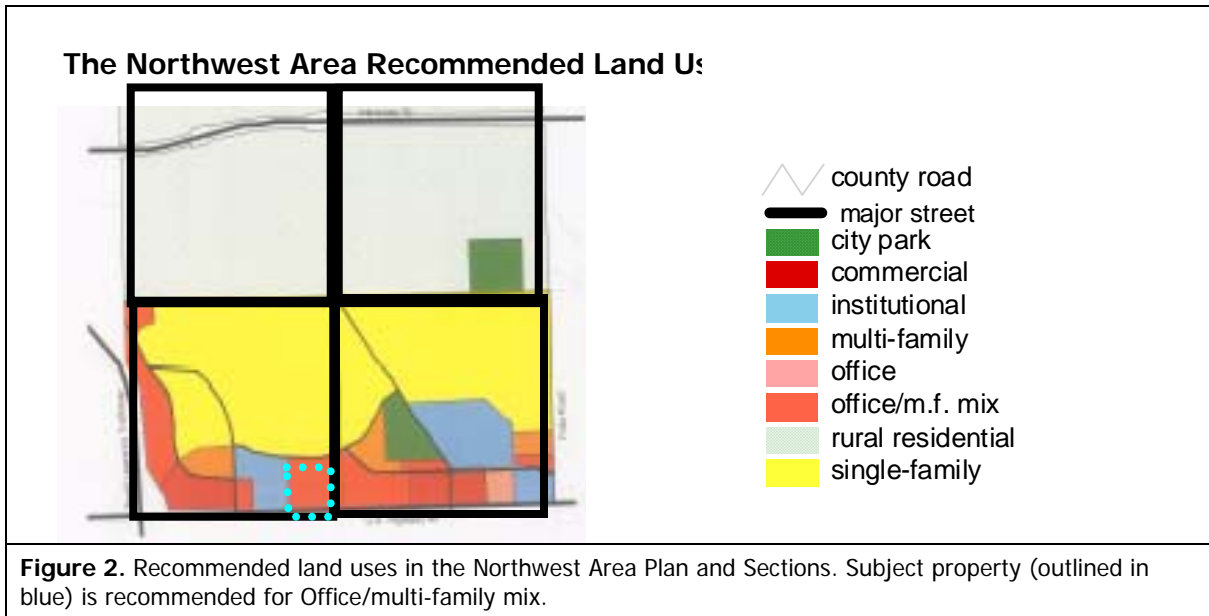 The Northwest Area Recommended Land Us
county road
major street
city park
commercial
institutional
multi-family
office
office/m.f. mix
rural residential
single-family
Figure 2. Recommended land uses in the Northwest Area Plan and Sections. Subject property (outlined in
blue) is recommended for Office/multi-family mix.